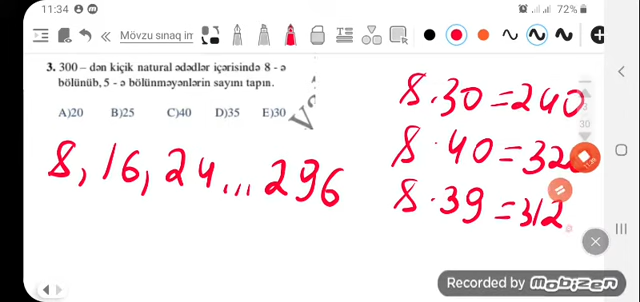 11:34 72%
Mövzu sınaq im
3. 300 – dən kiçik natural ədədlər içərisində 8 - ə
bölünüb, 5 - ə bölünməyənlərin sayını tapın.
A)20 B)25 C)40 D)35 E)30
8, 16, 24 ... 296
8 · 30 = 240
8 · 40 = 320
8 · 39 = 312
30
Recorded by mobizen